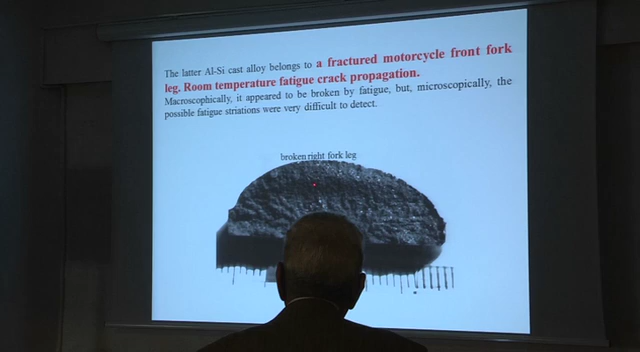 The latter Al-Si cast alloy belongs to a fractured motorcycle front fork
leg. Room temperature fatigue crack propagation.
Macroscophically, it appeared to be broken by fatigue, but, microscopically, the
possible fatigue striations were very difficult to detect.
broken right fork leg